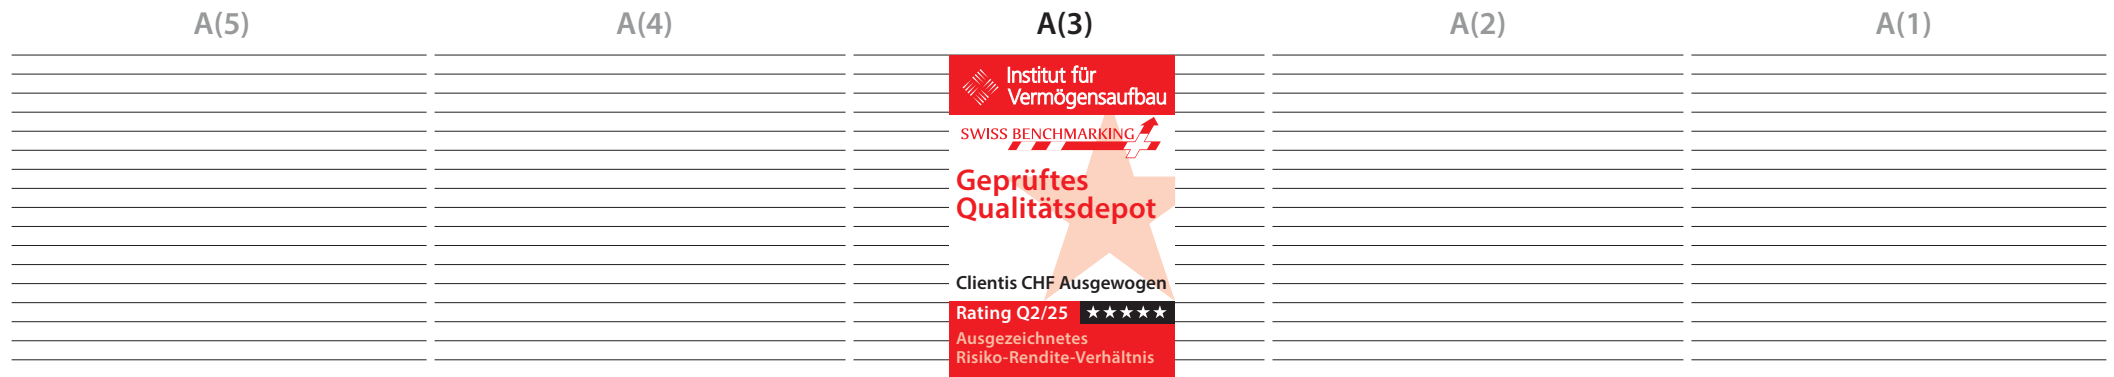 A(5) A(4) A(3) A(2) A(1)
Institut für
Vermögensaufbau
SWISS BENCHMARKING
Geprüftes
Qualitätsdepot
Clientis CHF Ausgewogen
Rating Q2/25 ★★★★★
Ausgezeichnetes
Risiko-Rendite-Verhältnis